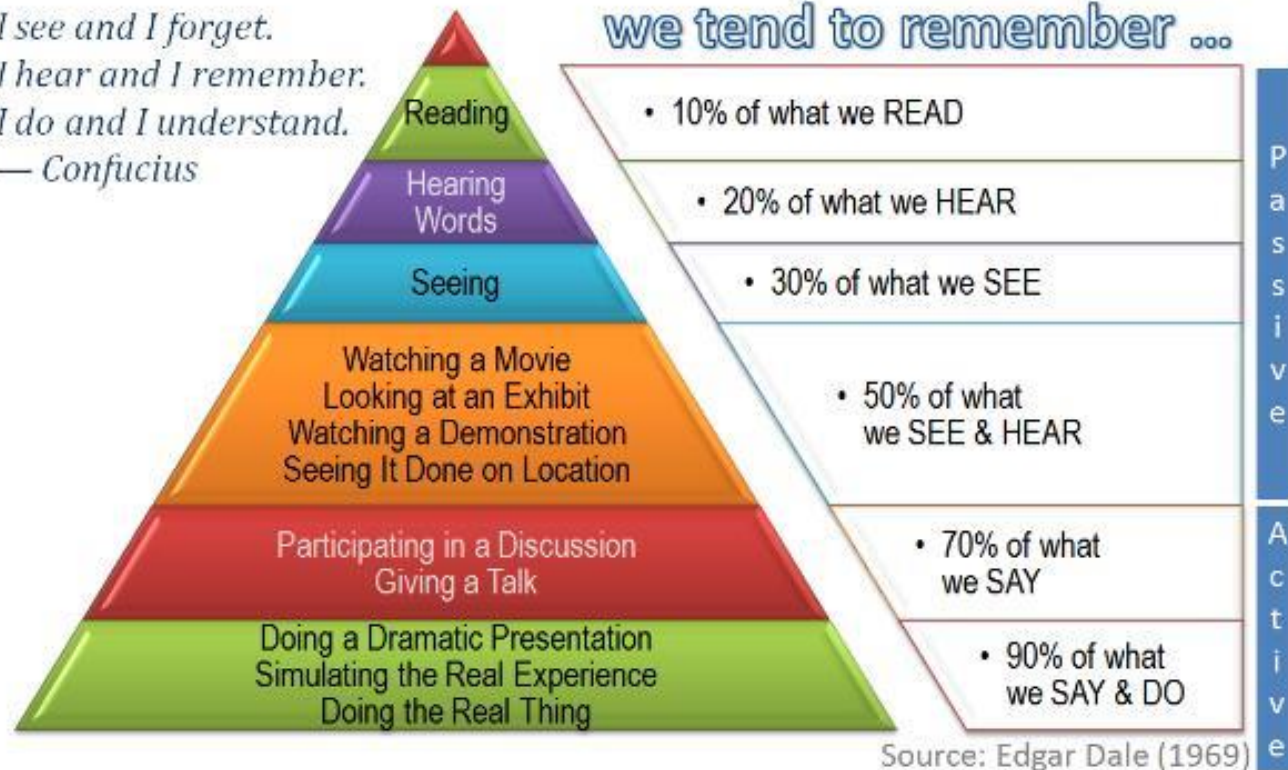 I see and I forget.
I hear and I remember.
I do and I understand.
— Confucius
we tend to remember ...
Reading
Hearing
Words
Seeing
Watching a Movie
Looking at an Exhibit
Watching a Demonstration
Seeing It Done on Location
Participating in a Discussion
Giving a Talk
Doing a Dramatic Presentation
Simulating the Real Experience
Doing the Real Thing
• 10% of what we READ
• 20% of what we HEAR
• 30% of what we SEE
• 50% of what
we SEE & HEAR
• 70% of what
we SAY
• 90% of what
we SAY & DO
Passive
Active
Source: Edgar Dale (1969)